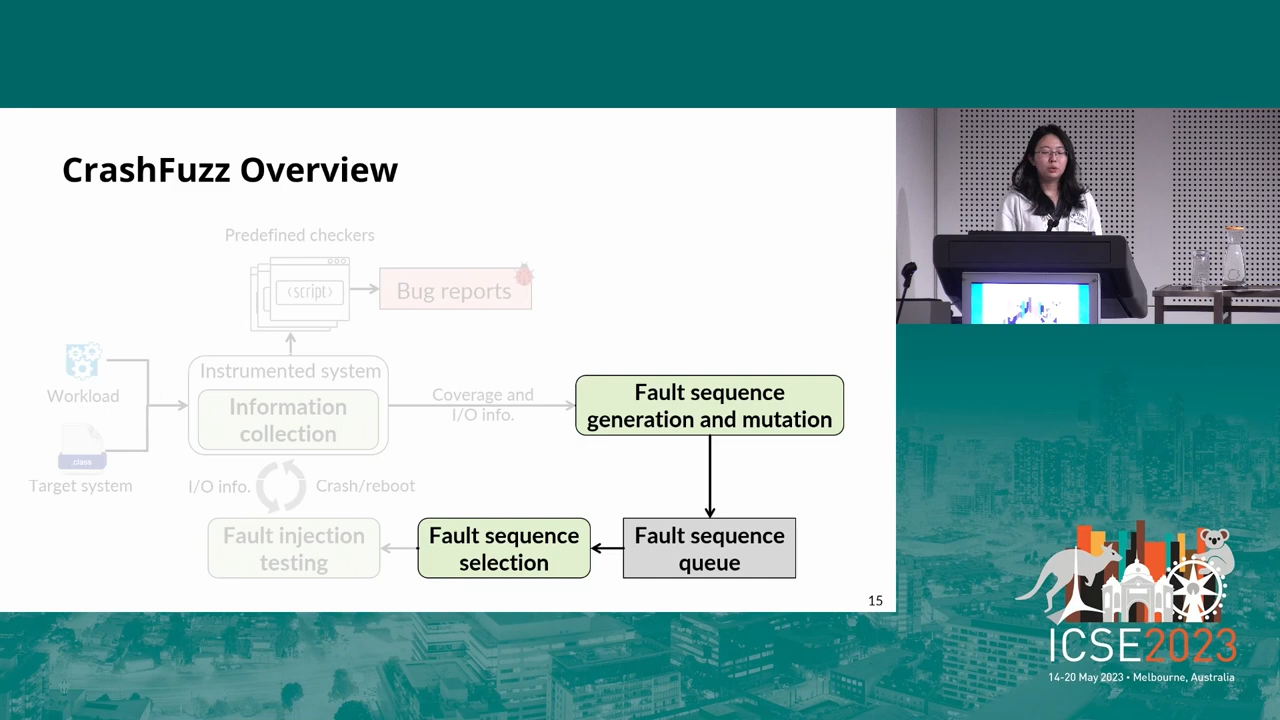 CrashFuzz Overview
Predefined checkers
<script>
Bug reports
Workload
Instrumented system
Information
collection
Coverage and
I/O info.
Fault sequence
generation and mutation
class
Target system
I/O info.
Crash/reboot
Fault injection
testing
Fault sequence
selection
Fault sequence
queue
15
ICSE2023
14-20 May 2023 • Melbourne, Australia